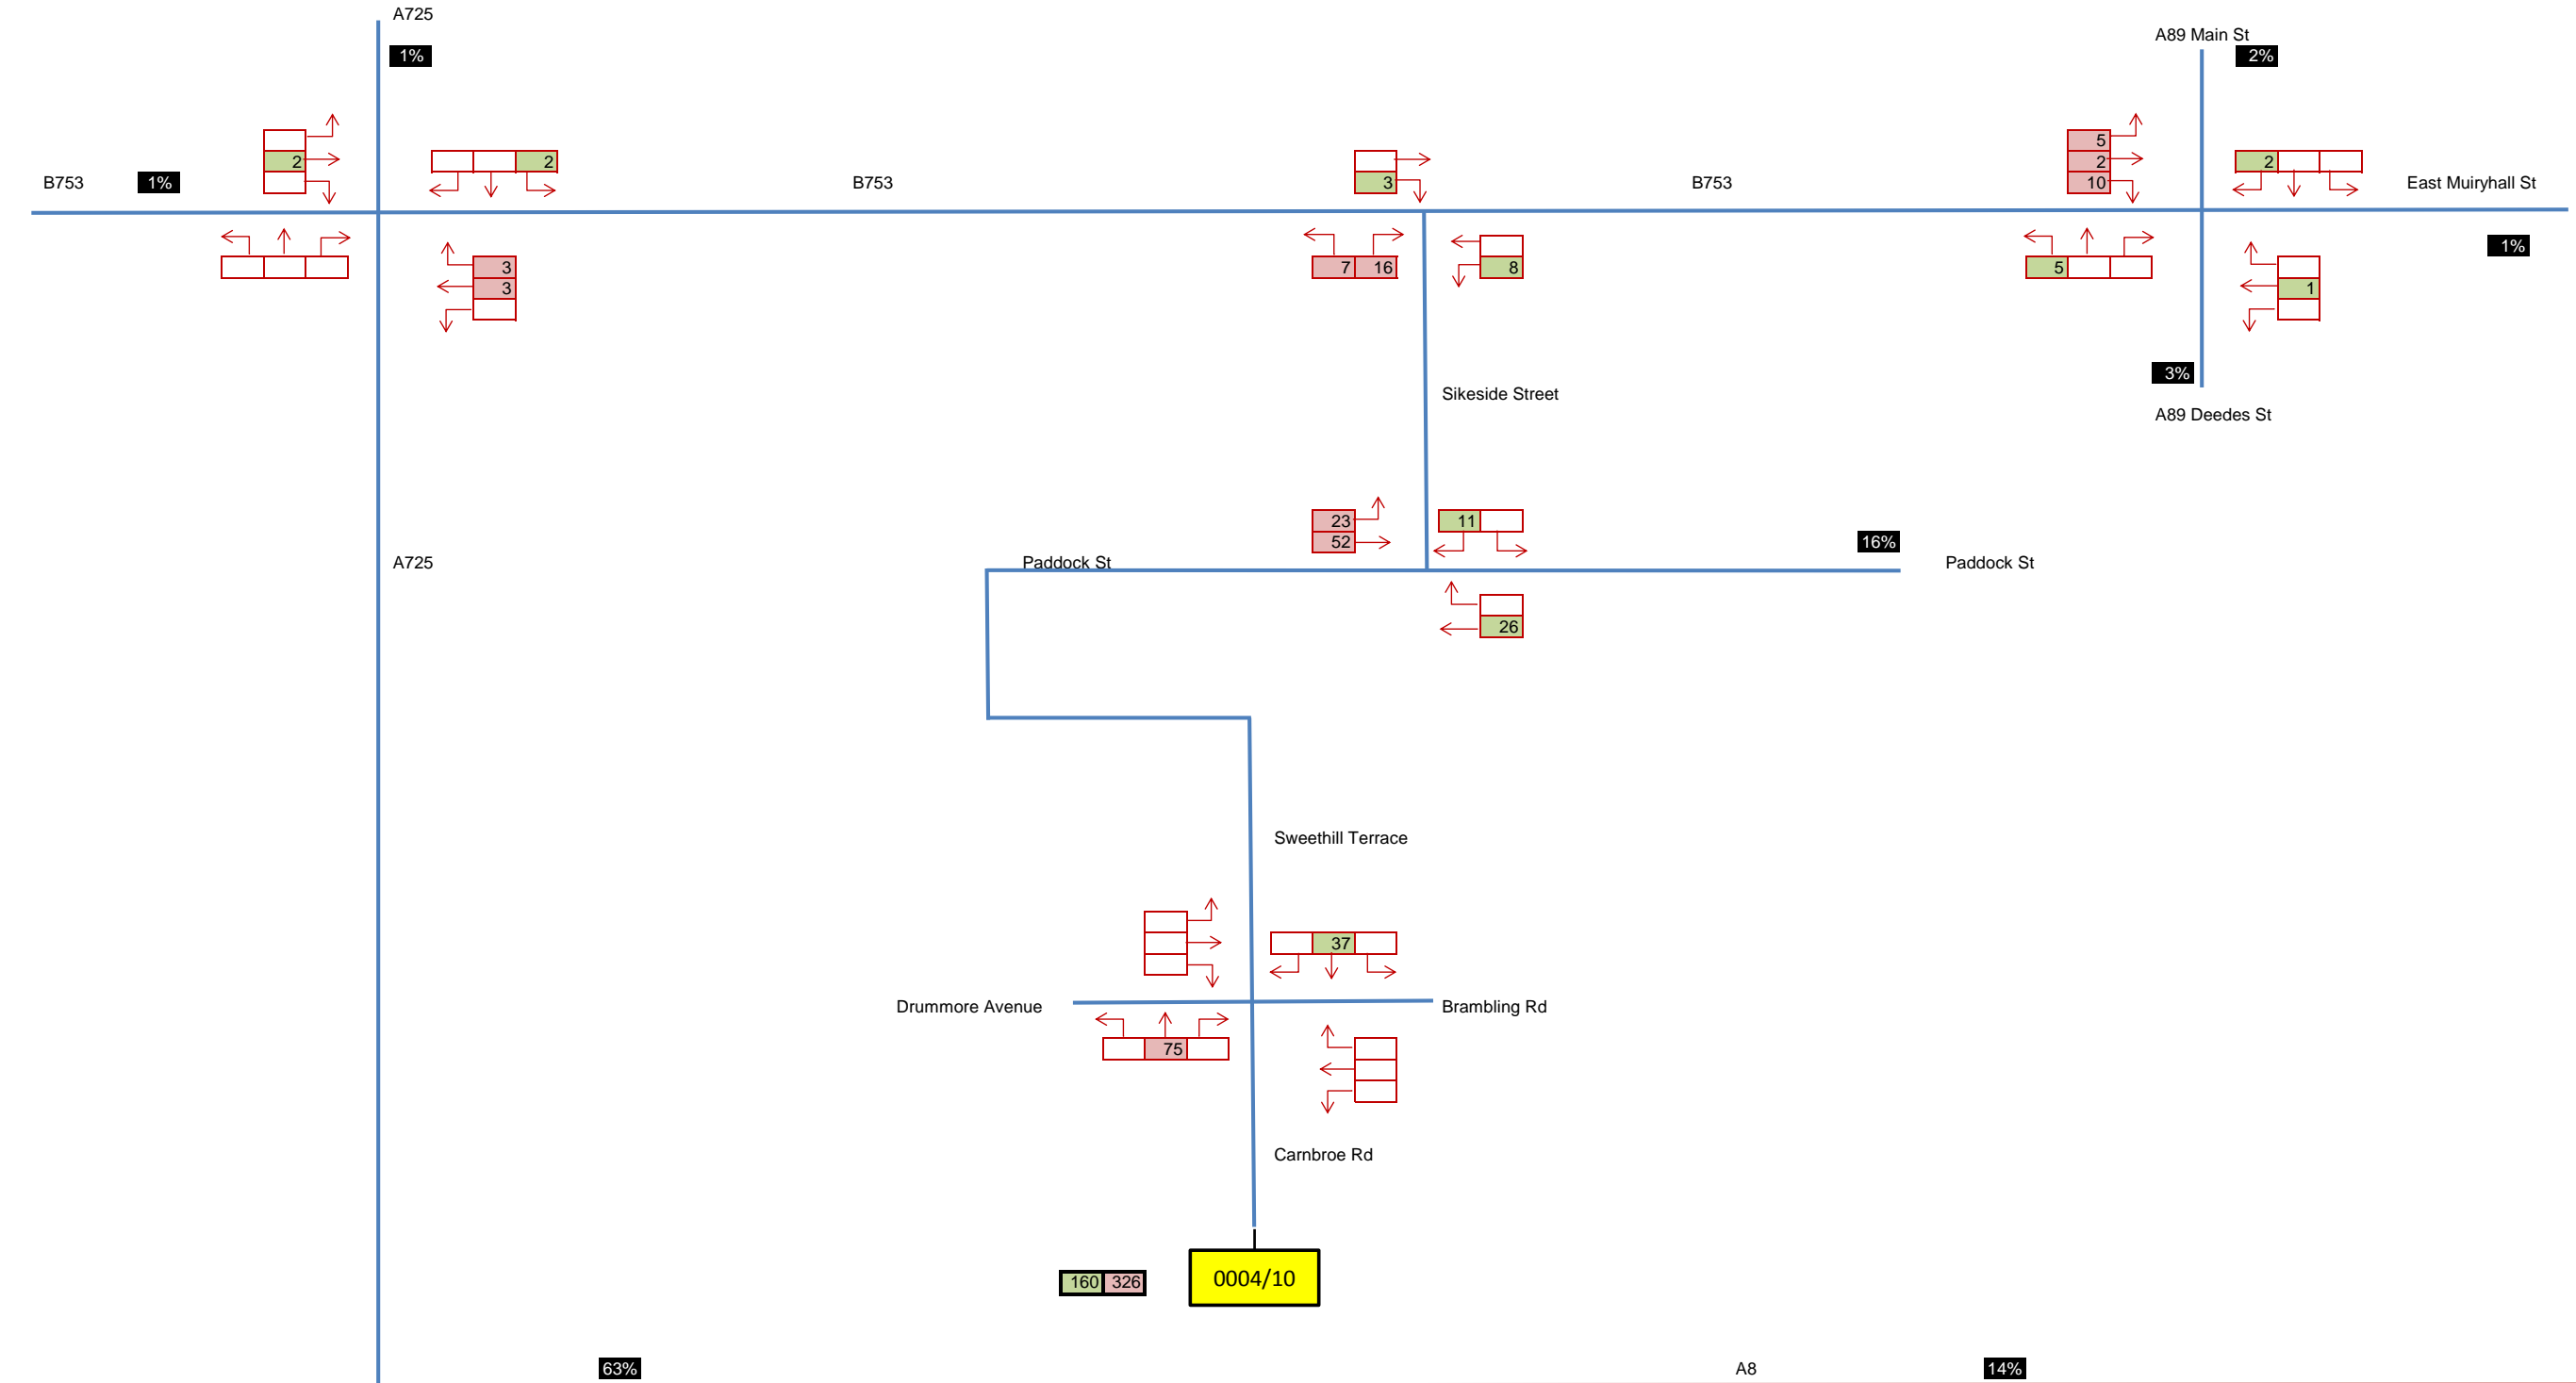 A725
A89 Main St
1%
2%
2
2
3
5
2
10
2
B753
1%
B753
B753
East Muiryhall St
1%
3
3
7 16
8
5
1
3%
Sikeside Street
A89 Deedes St
23
52
11
16%
A725
Paddock St
Paddock St
26
Sweethill Terrace
37
Drummore Avenue
Brambling Rd
75
Carnbroe Rd
160 326
0004/10
63%
A8
14%